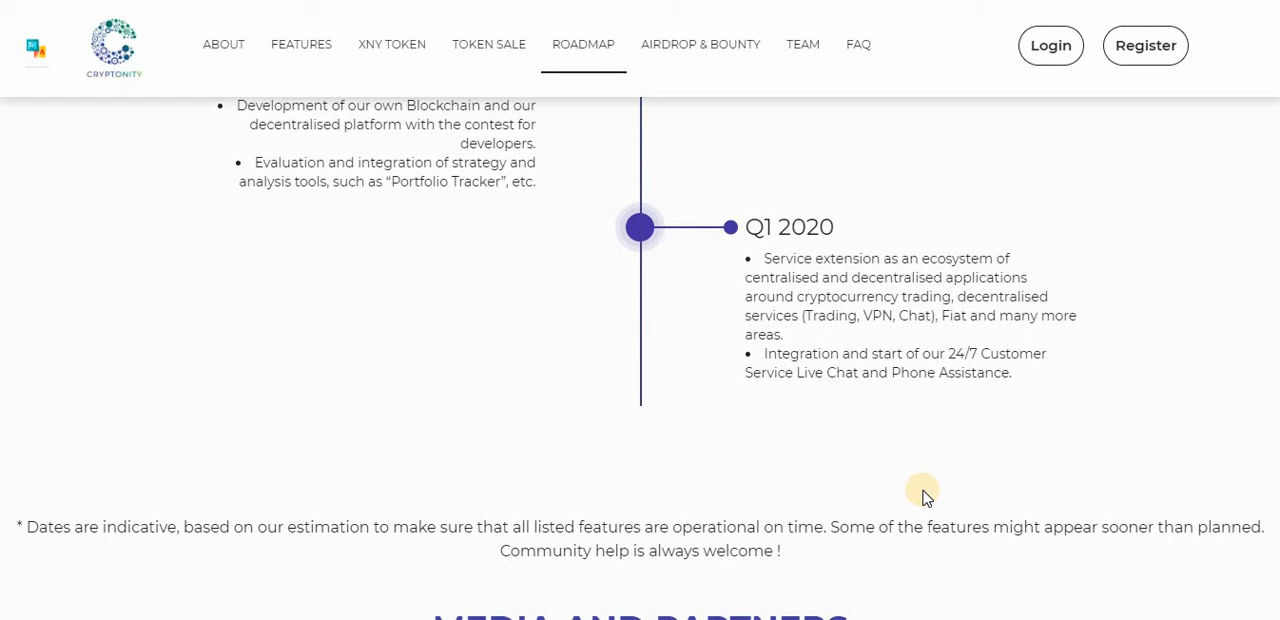 CRYPTONITY
ABOUT FEATURES XNY TOKEN TOKEN SALE ROADMAP AIRDROP & BOUNTY TEAM FAQ Login Register
• Development of our own Blockchain and our
decentralised platform with the contest for
developers.
• Evaluation and integration of strategy and
analysis tools, such as “Portfolio Tracker”, etc.
Q1 2020
• Service extension as an ecosystem of
centralised and decentralised applications
around cryptocurrency trading, decentralised
services (Trading, VPN, Chat), Fiat and many more
areas.
• Integration and start of our 24/7 Customer
Service Live Chat and Phone Assistance.
* Dates are indicative, based on our estimation to make sure that all listed features are operational on time. Some of the features might appear sooner than planned.
Community help is always welcome !
MEDIA AND PARTNERS